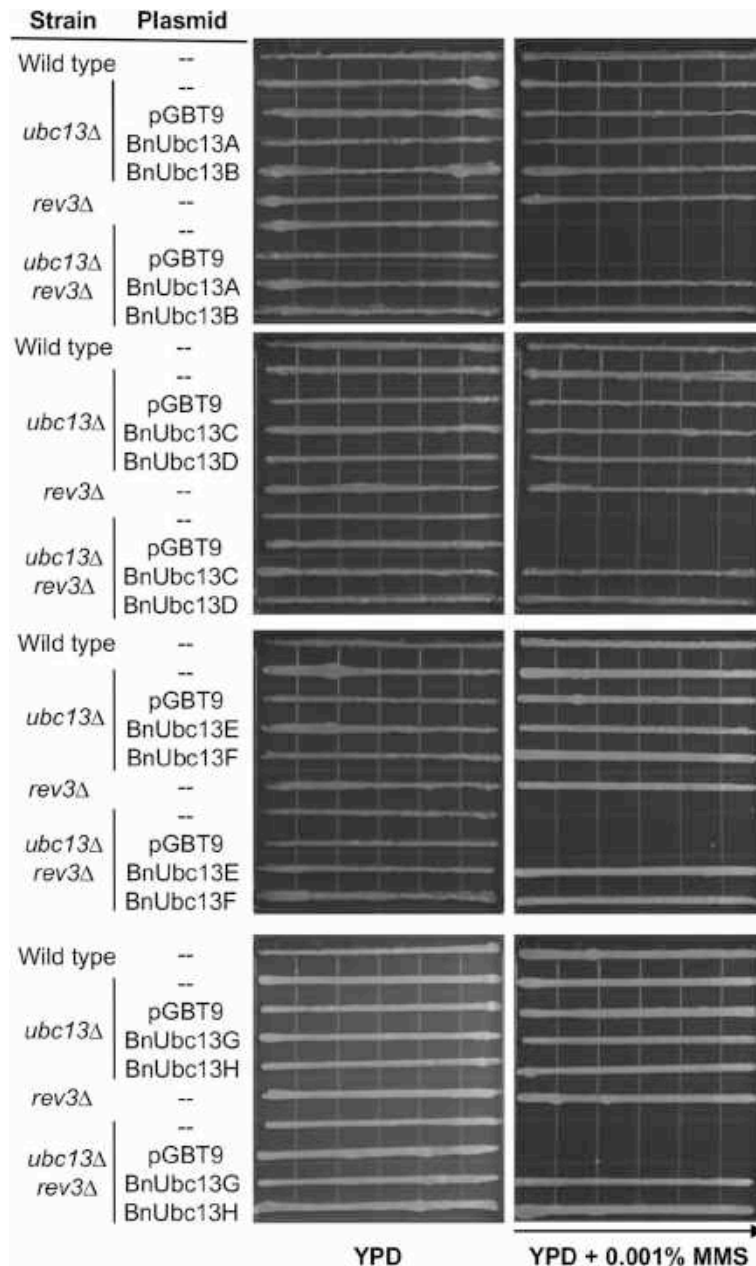 Strain Plasmid
Wild type --
--
pGBT9
ubc13Δ
BnUbc13A
BnUbc13B
rev3Δ --
--
ubc13Δ pGBT9
rev3Δ BnUbc13A
BnUbc13B
Wild type --
--
pGBT9
ubc13Δ
BnUbc13C
BnUbc13D
rev3Δ --
--
ubc13Δ pGBT9
rev3Δ BnUbc13C
BnUbc13D
Wild type --
--
pGBT9
ubc13Δ
BnUbc13E
BnUbc13F
rev3Δ --
--
ubc13Δ pGBT9
rev3Δ BnUbc13E
BnUbc13F
Wild type --
--
pGBT9
ubc13Δ
BnUbc13G
BnUbc13H
rev3Δ --
--
ubc13Δ pGBT9
rev3Δ BnUbc13G
BnUbc13H
YPD YPD + 0.001% MMS